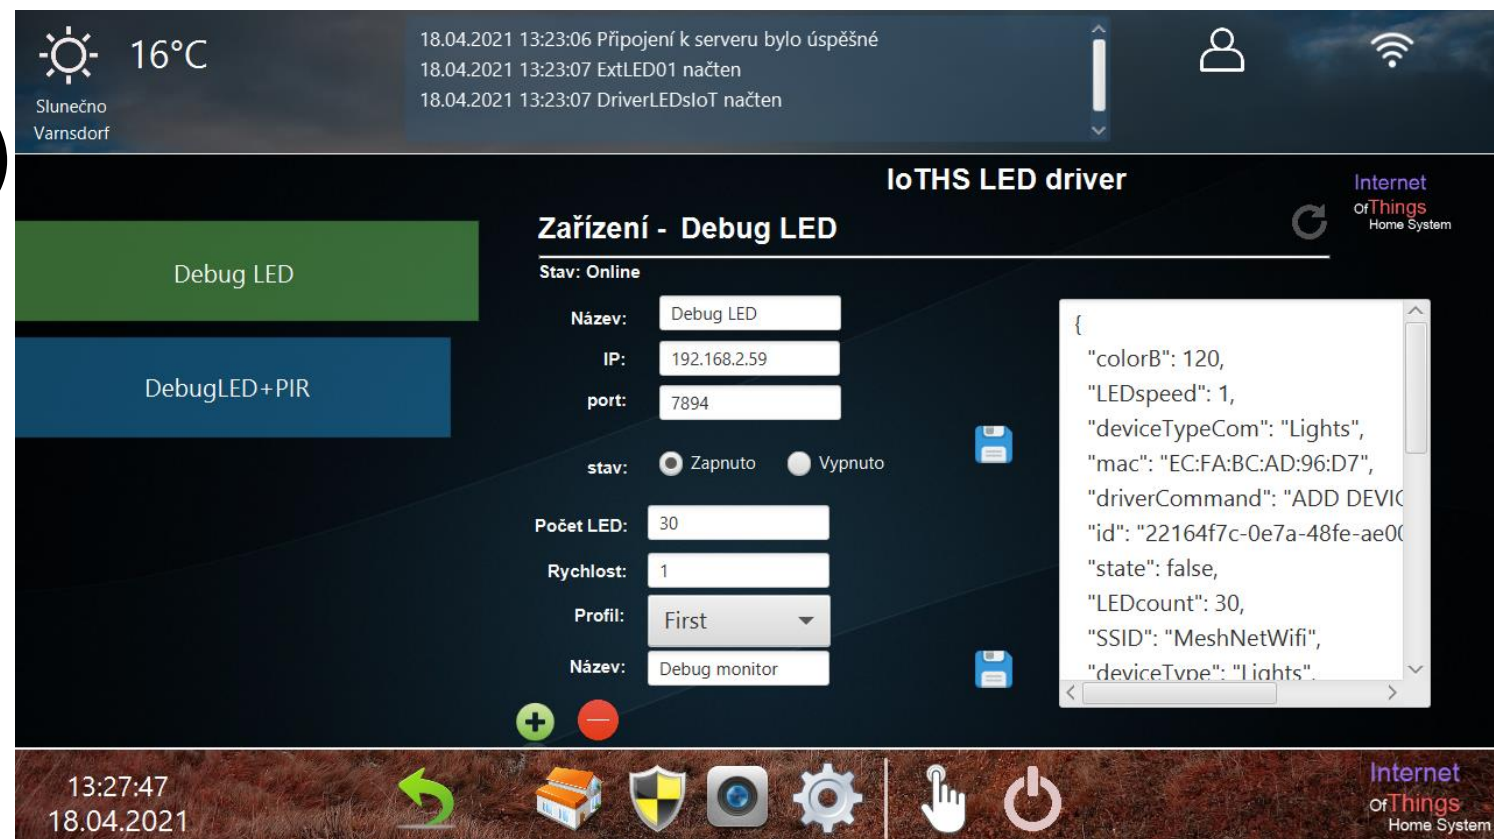 16°C
Slunečno
Varnsdorf
18.04.2021 13:23:06 Připojení k serveru bylo úspěšné
18.04.2021 13:23:07 ExtLED01 načten
18.04.2021 13:23:07 DriverLEDsIoT načten
IoTHS LED driver
Internet
OfThings
Home System
Debug LED
DebugLED+PIR
Zařízení - Debug LED
Stav: Online
Název: Debug LED
IP: 192.168.2.59
port: 7894
stav: Zapnuto Vypnuto
Počet LED: 30
Rychlost: 1
Profil: First
Název: Debug monitor
{
"colorB": 120,
"LEDspeed": 1,
"deviceTypeCom": "Lights",
"mac": "EC:FA:BC:AD:96:D7",
"driverCommand": "ADD DEVIC
"id": "22164f7c-0e7a-48fe-ae00
"state": false,
"LEDcount": 30,
"SSID": "MeshNetWifi",
"deviceType": "Lights",
13:27:47
18.04.2021
Internet
OfThings
Home System